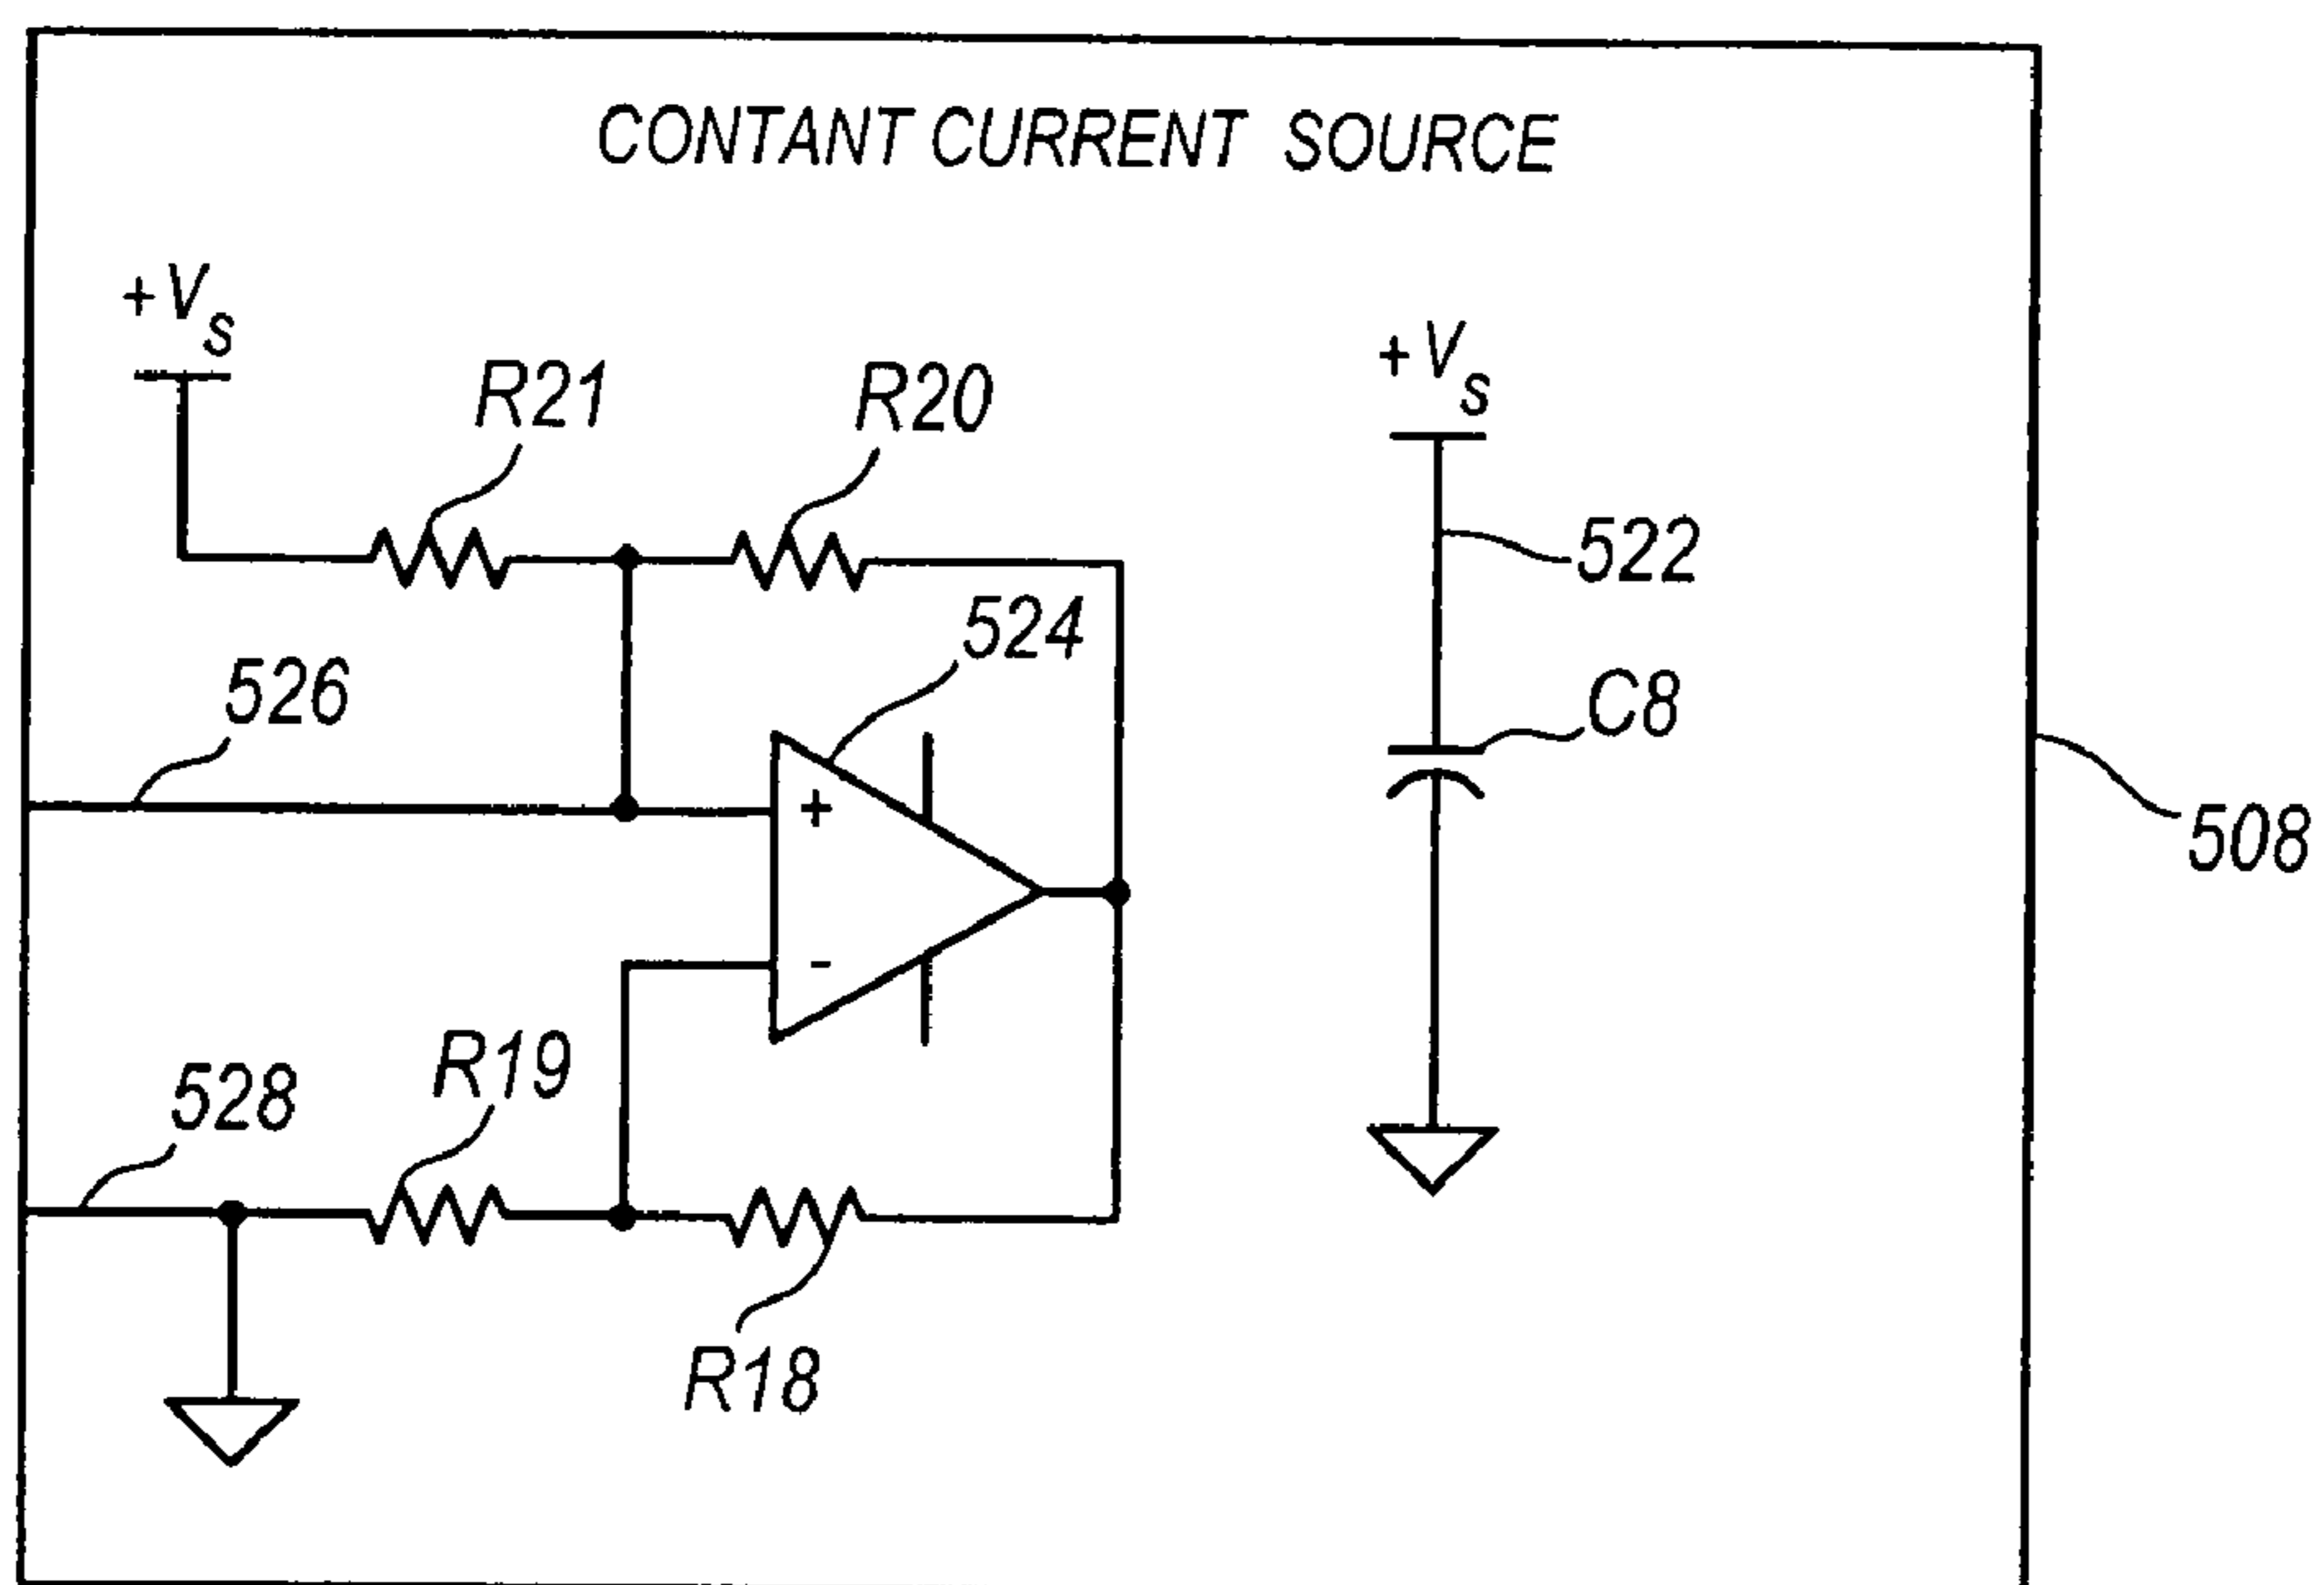 CONTANT CURRENT SOURCE
+VS
R21
R20
+VS
522
524
526
C8
508
+
-
R19
528
R18